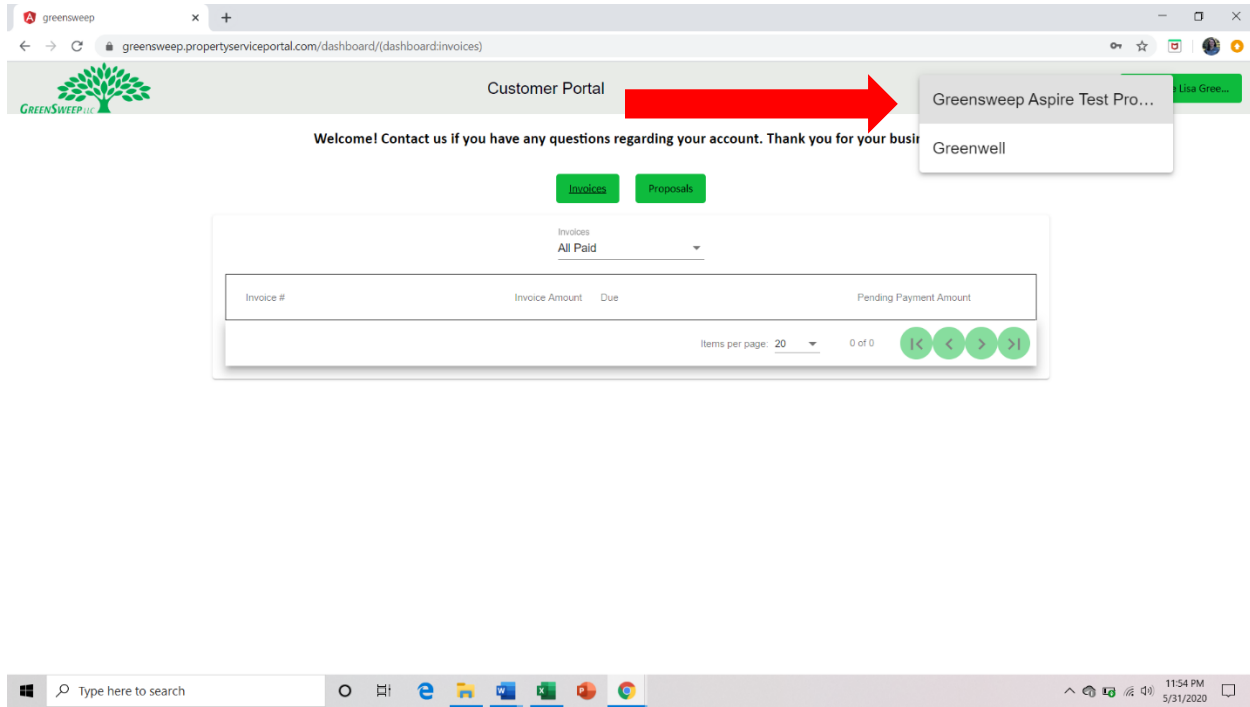 greensweep
greensweep.propertyserviceportal.com/dashboard/(dashboard:invoices)
GREENSWEEP LLC
Customer Portal
Greensweep Aspire Test Pro...
Lisa Gree...
Welcome! Contact us if you have any questions regarding your account. Thank you for your
Greenwell
Invoices Proposals
Invoices
All Paid
Invoice # Invoice Amount Due Pending Payment Amount
Items per page: 20 0 of 0
Type here to search
11:54 PM
5/31/2020